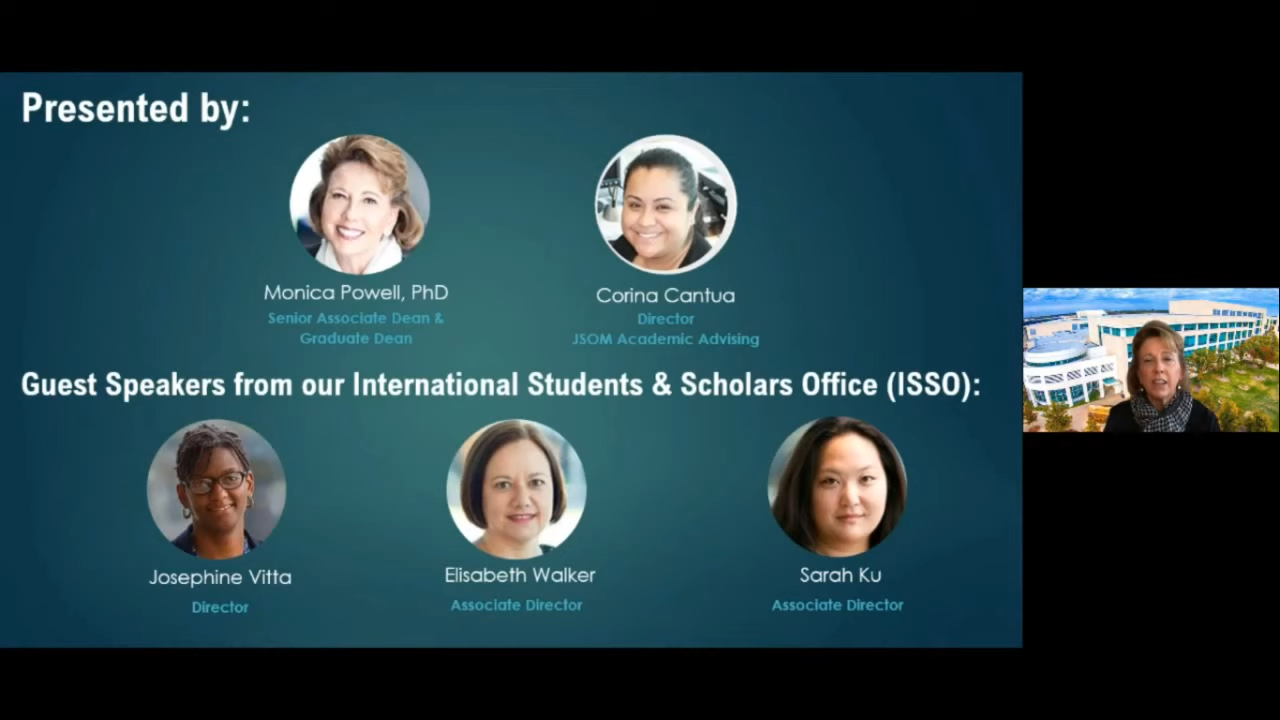 Presented by:
Monica Powell, PhD
Senior Associate Dean &
Graduate Dean
Corina Cantua
Director
JSOM Academic Advising
Guest Speakers from our International Students & Scholars Office (ISSO):
Josephine Vitta
Director
Elisabeth Walker
Associate Director
Sarah Ku
Associate Director